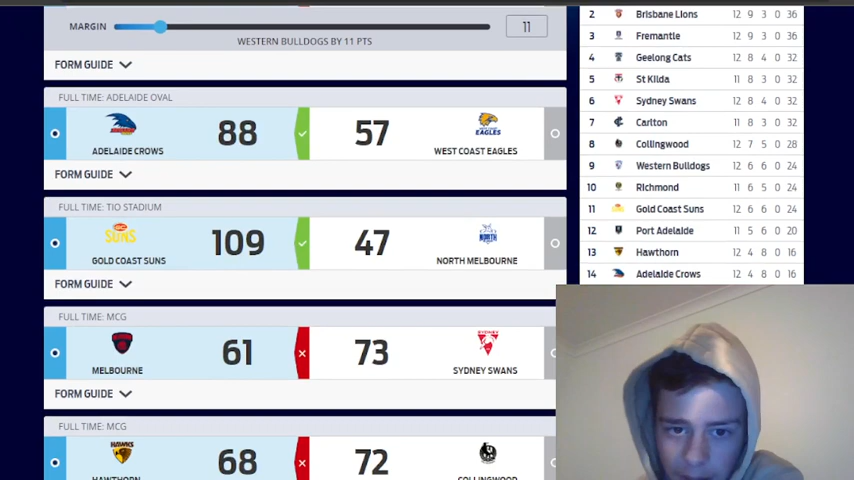 MARGIN 11
WESTERN BULLDOGS BY 11 PTS
FORM GUIDE
FULL TIME: ADELAIDE OVAL
88 57
ADELAIDE CROWS WEST COAST EAGLES
FORM GUIDE
FULL TIME: TIO STADIUM
SUNS 109 47 NORTH
GOLD COAST SUNS NORTH MELBOURNE
FORM GUIDE
FULL TIME: MCG
61 73
MELBOURNE SYDNEY SWANS
FORM GUIDE
FULL TIME: MCG
HAWKS 68 72
HAWTHORN COLLINGWOOD
2 Brisbane Lions 12 9 3 0 36
3 Fremantle 12 9 3 0 36
4 Geelong Cats 12 8 4 0 32
5 St Kilda 11 8 3 0 32
6 Sydney Swans 12 8 4 0 32
7 Carlton 11 8 3 0 32
8 Collingwood 12 7 5 0 28
9 Western Bulldogs 12 6 6 0 24
10 Richmond 11 6 5 0 24
11 Gold Coast Suns 12 6 6 0 24
12 Port Adelaide 11 5 6 0 20
13 Hawthorn 12 4 8 0 16
14 Adelaide Crows 12 4 8 0 16